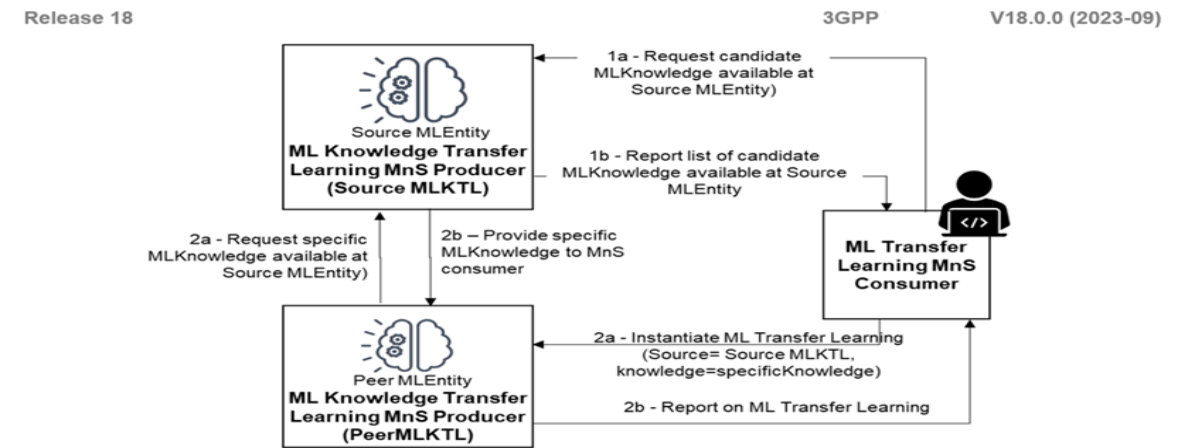 Release 18 3GPP V18.0.0 (2023-09)
1a - Request candidate
MLKnowledge available at
Source MLEntity)
Source MLEntity
ML Knowledge Transfer
Learning MnS Producer
(Source MLKTL)
1b - Report list of candidate
MLKnowledge available at Source
MLEntity
</>
2a - Request specific
MLKnowledge available at
Source MLEntity)
2b – Provide specific
MLKnowledge to MnS
consumer
ML Transfer
Learning MnS
Consumer
2a - Instantiate ML Transfer Learning
(Source= Source MLKTL,
knowledge=specificKnowledge)
Peer MLEntity
ML Knowledge Transfer
Learning MnS Producer
(PeerMLKTL)
2b - Report on ML Transfer Learning